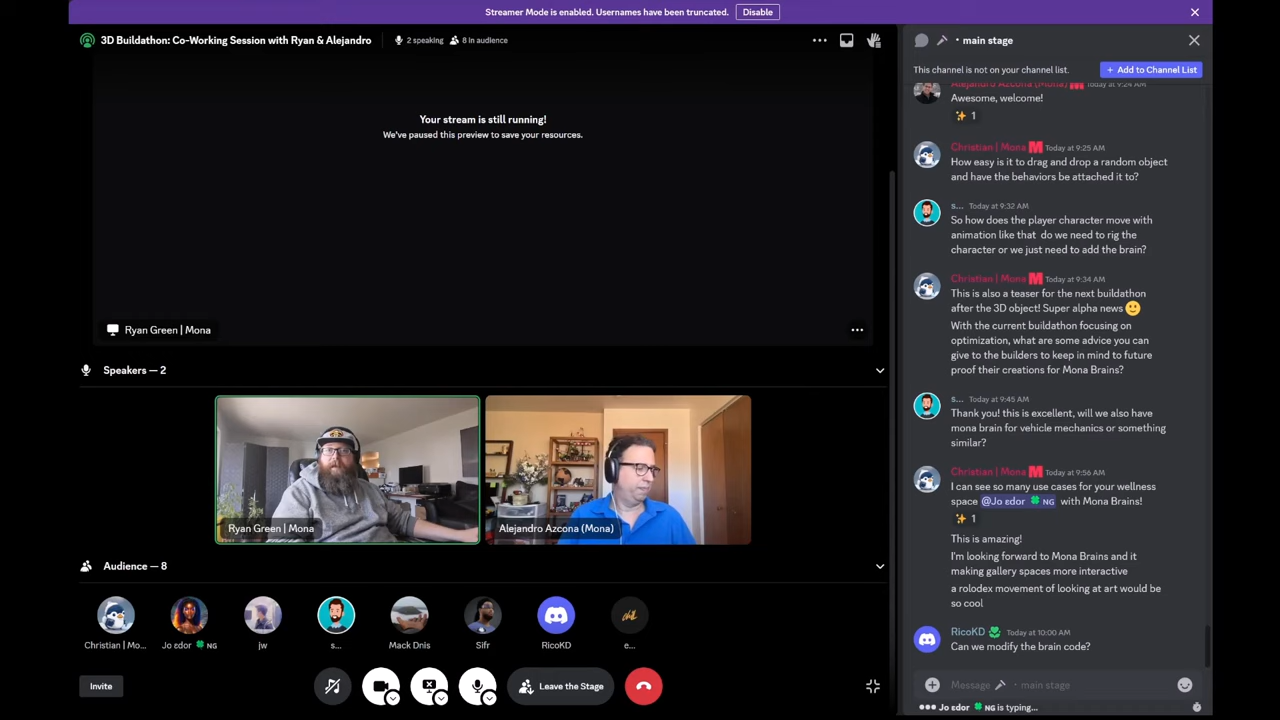 Streamer Mode is enabled. Usernames have been truncated. Disable
3D Buildathon: Co-Working Session with Ryan & Alejandro
2 speaking
8 in audience
Your stream is still running!
We've paused this preview to save your resources.
Ryan Green | Mona
Speakers — 2
Ryan Green | Mona
Alejandro Azcona (Mona)
Audience — 8
Christian | Mo...
Jo εdor 🍀 NG
jw
s...
Mack Dnis
Sifr
RicoKD
e...
Invite
Leave the Stage
• main stage
This channel is not on your channel list.
+ Add to Channel List
Alejandro Azcona (Mona) Today at 9:24 AM
Awesome, welcome!
✨ 1
Christian | Mona Today at 9:25 AM
How easy is it to drag and drop a random object
and have the behaviors be attached it to?
s... Today at 9:32 AM
So how does the player character move with
animation like that do we need to rig the
character or we just need to add the brain?
Christian | Mona Today at 9:34 AM
This is also a teaser for the next buildathon
after the 3D object! Super alpha news 🙂
With the current buildathon focusing on
optimization, what are some advice you can
give to the builders to keep in mind to future
proof their creations for Mona Brains?
s... Today at 9:45 AM
Thank you! this is excellent, will we also have
mona brain for vehicle mechanics or something
similar?
Christian | Mona Today at 9:56 AM
I can see so many use cases for your wellness
space @Jo εdor 🍀 NG with Mona Brains!
✨ 1
This is amazing!
I'm looking forward to Mona Brains and it
making gallery spaces more interactive
a rolodex movement of looking at art would be
so cool
RicoKD Today at 10:00 AM
Can we modify the brain code?
Message • main stage
Jo εdor 🍀 NG is typing...